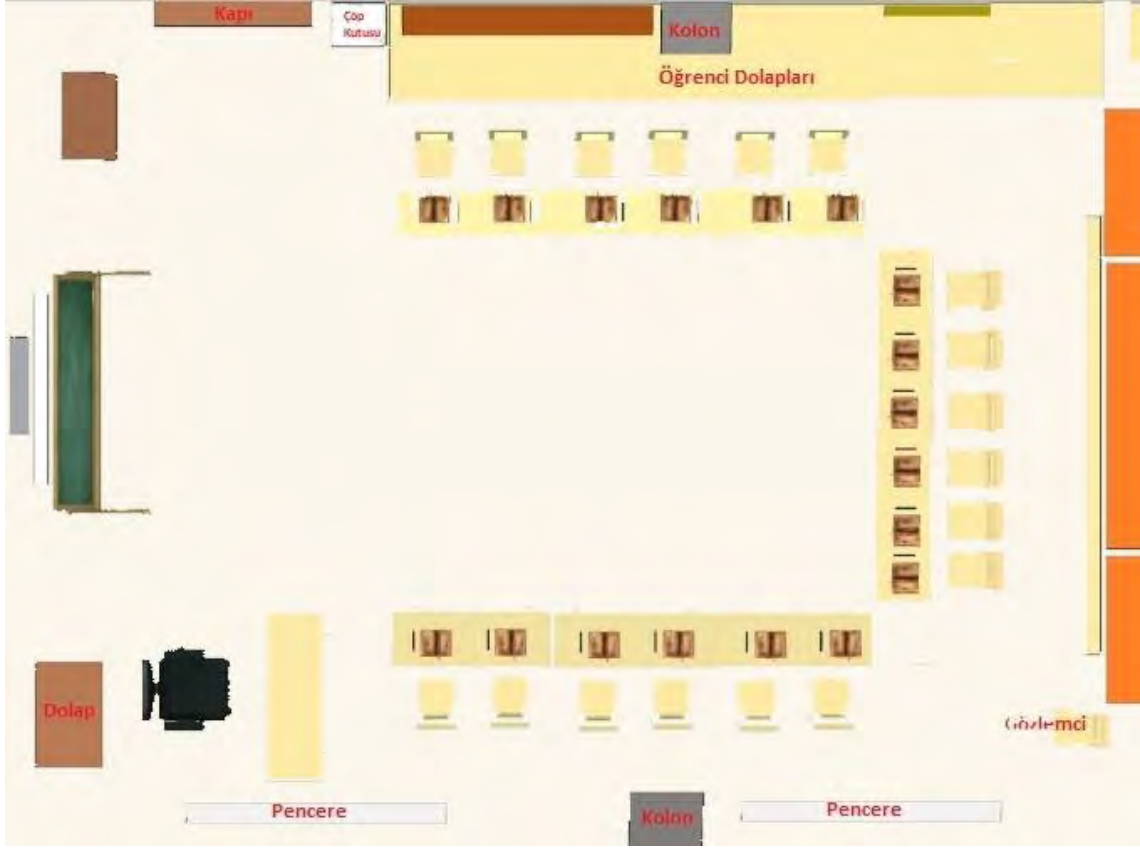 Kapı
Çöp
Kutusu
Kolon
Öğrenci Dolapları
Dolap
Gözlemci
Pencere
Kolon
Pencere